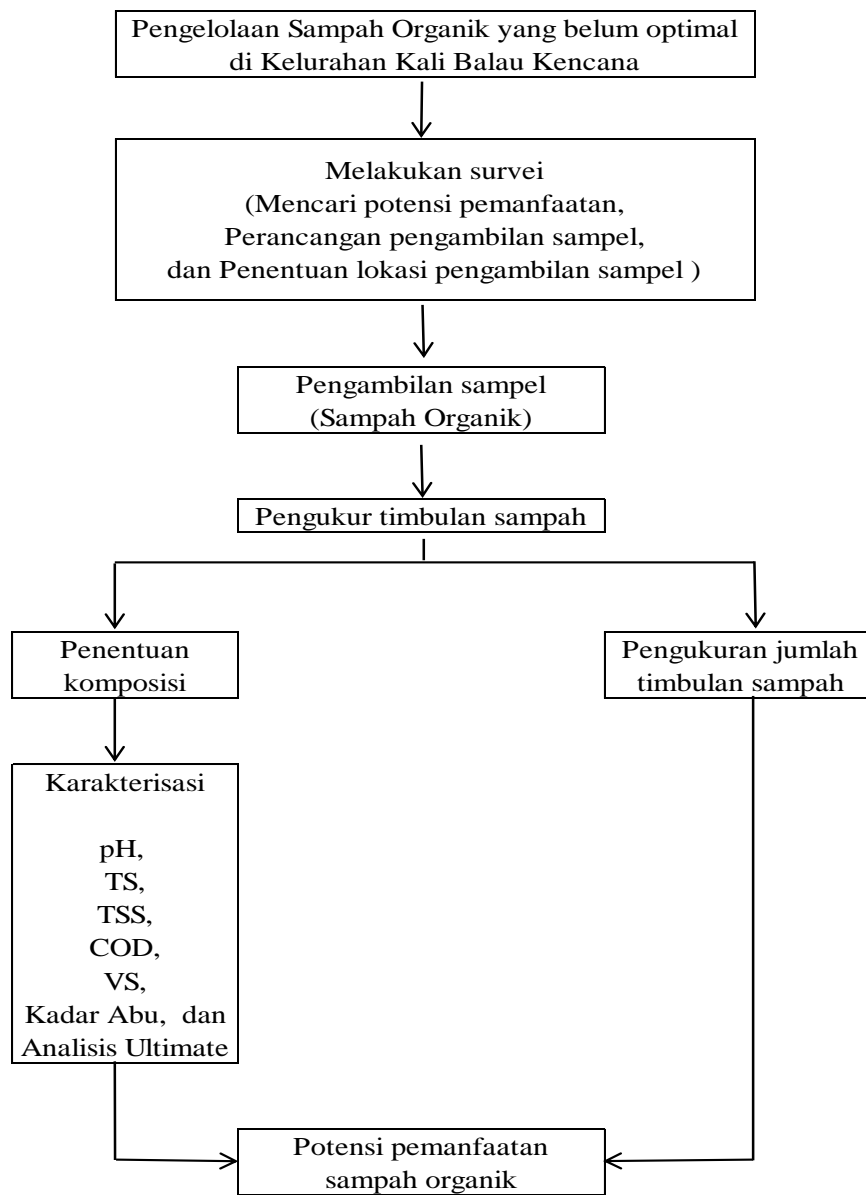 Pengelolaan Sampah Organik yang belum optimal
di Kelurahan Kali Balau Kencana
Melakukan survei
(Mencari potensi pemanfaatan,
Perancangan pengambilan sampel,
dan Penentuan lokasi pengambilan sampel )
Pengambilan sampel
(Sampah Organik)
Pengukur timbulan sampah
Penentuan
komposisi
Pengukuran jumlah
timbulan sampah
Karakterisasi
pH,
TS,
TSS,
COD,
VS,
Kadar Abu,  dan
Analisis Ultimate
Potensi pemanfaatan
sampah organik